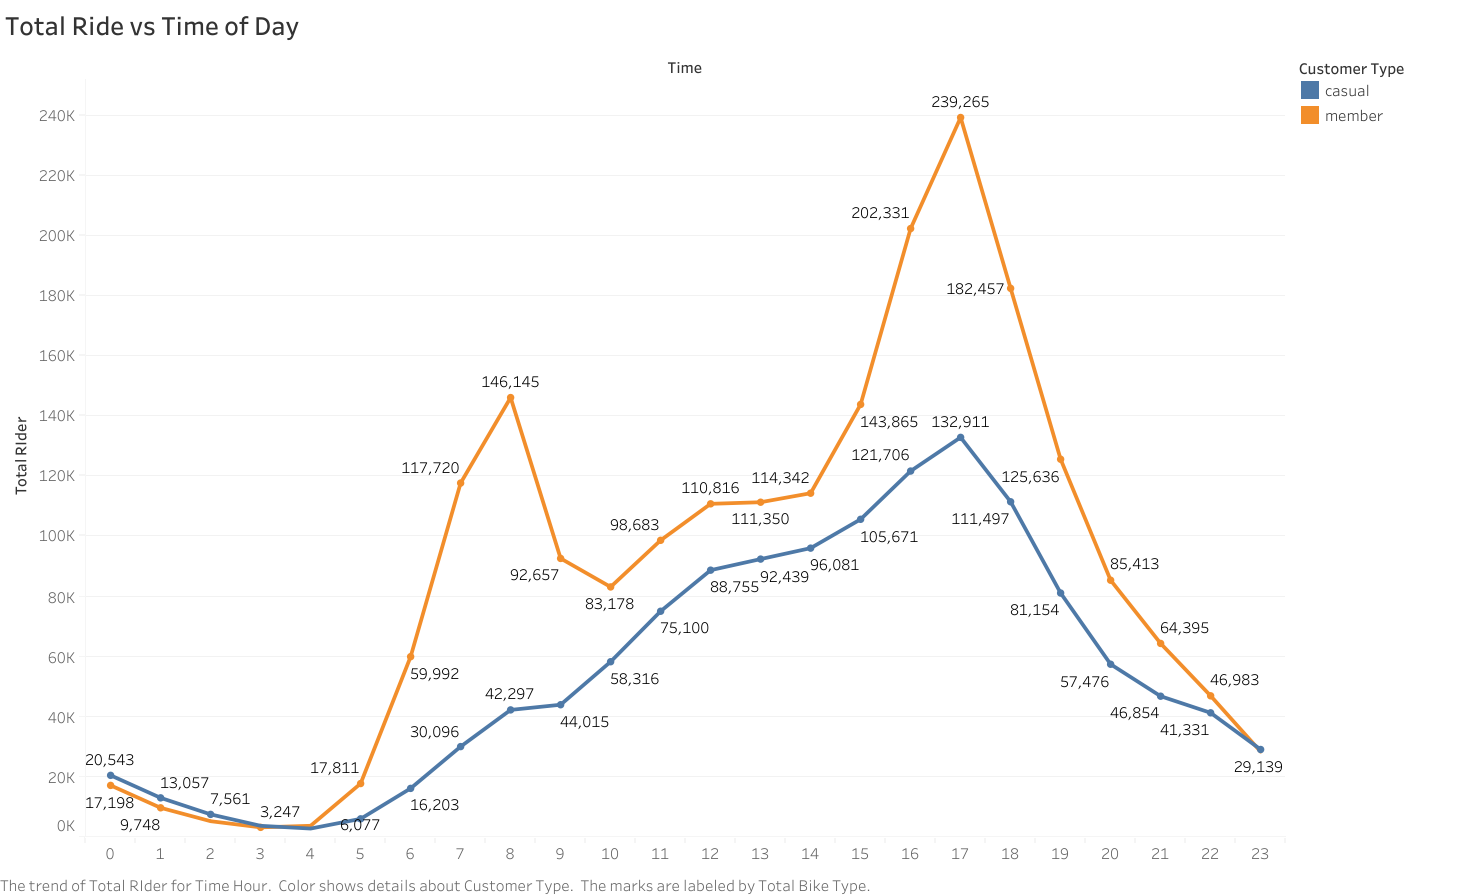 Total Ride vs Time of Day
Time
Customer Type
casual
member
Total RIder
240K
220K
200K
180K
160K
140K
120K
100K
80K
60K
40K
20K
0K
239,265
202,331
182,457
146,145
143,865
132,911
121,706
117,720
125,636
114,342
110,816
111,350
111,497
105,671
98,683
96,081
92,439
88,755
92,657
83,178
85,413
81,154
75,100
64,395
59,992
58,316
57,476
46,983
46,854
42,297
44,015
41,331
30,096
29,139
20,543
17,811
13,057
7,561
3,247
17,198
16,203
9,748
6,077
0 1 2 3 4 5 6 7 8 9 10 11 12 13 14 15 16 17 18 19 20 21 22 23
The trend of Total RIder for Time Hour. Color shows details about Customer Type. The marks are labeled by Total Bike Type.